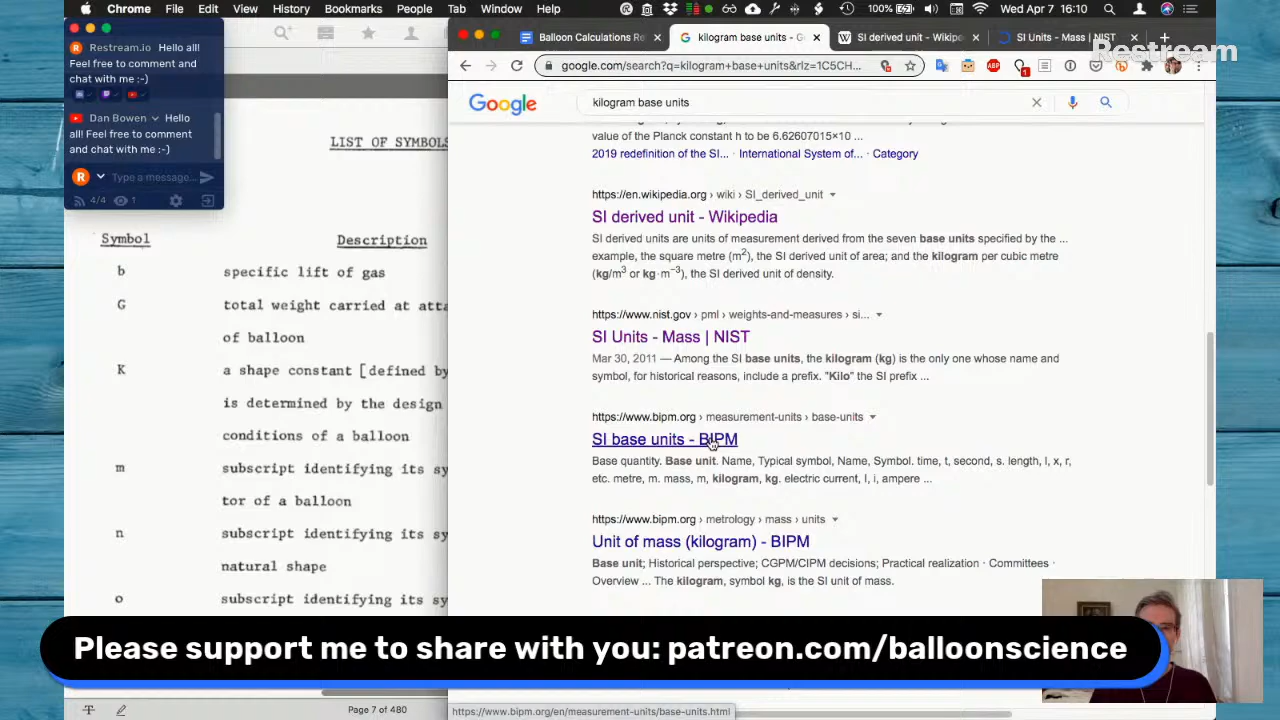 Chrome File Edit View History Bookmarks People Tab Window Help
100% Wed Apr 7 16:10
Restream.io Hello all!
Feel free to comment and
chat with me :-)
Dan Bowen Hello
all! Feel free to comment
and chat with me :-)
R Type a message...
4/4 1
Balloon Calculations Re
kilogram base units - G
SI derived unit - Wikipe
SI Units - Mass | NIST
Restream
google.com/search?q=kilogram+base+units&rlz=1C5CH...
Google kilogram base units
value of the Planck constant h to be 6.62607015×10 ...
2019 redefinition of the SI... · International System of... · Category
https://en.wikipedia.org › wiki › SI_derived_unit
SI derived unit - Wikipedia
SI derived units are units of measurement derived from the seven base units specified by the ...
example, the square metre (m2), the SI derived unit of area; and the kilogram per cubic metre
(kg/m3 or kg·m−3), the SI derived unit of density.
https://www.nist.gov › pml › weights-and-measures › si...
SI Units - Mass | NIST
Mar 30, 2011 — Among the SI base units, the kilogram (kg) is the only one whose name and
symbol, for historical reasons, include a prefix. "Kilo" the SI prefix ...
https://www.bipm.org › measurement-units › base-units
SI base units - BIPM
Base quantity. Base unit. Name, Typical symbol, Name, Symbol. time, t, second, s. length, l, x, r,
etc. metre, m. mass, m, kilogram, kg. electric current, I, i, ampere ...
https://www.bipm.org › metrology › mass › units
Unit of mass (kilogram) - BIPM
Base unit; Historical perspective; CGPM/CIPM decisions; Practical realization · Committees ·
Overview ... The kilogram, symbol kg, is the SI unit of mass.
LIST OF SYMBOLS
Symbol Description
b specific lift of gas
G total weight carried at atta
of balloon
K a shape constant [defined by
is determined by the design
conditions of a balloon
m subscript identifying its sy
tor of a balloon
n subscript identifying its sy
natural shape
o subscript identifying its sy
Please support me to share with you: patreon.com/balloonscience
Page 7 of 480
https://www.bipm.org/en/measurement-units/base-units.html